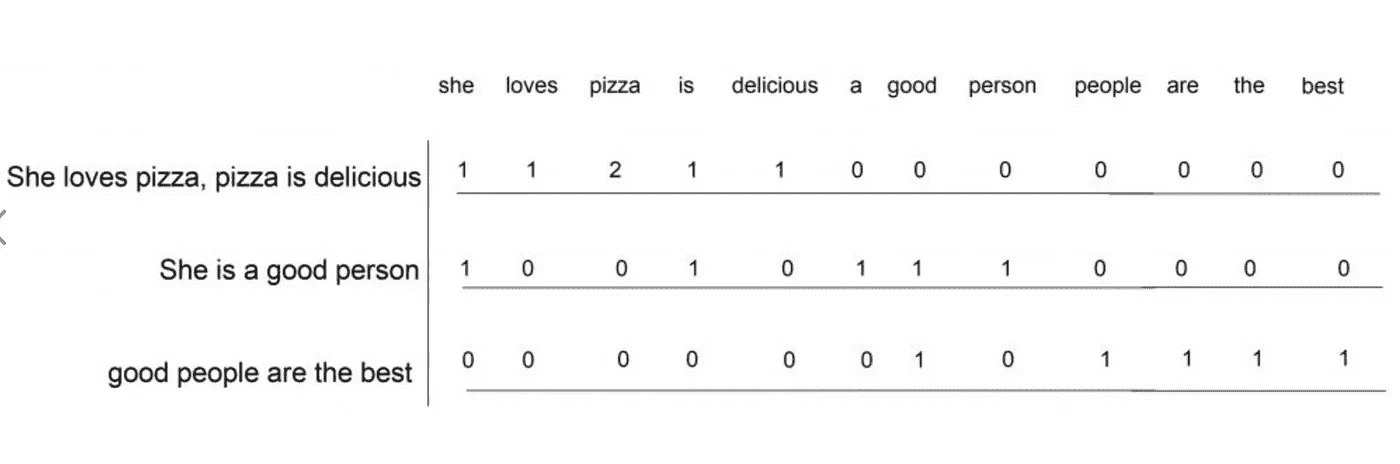 she loves pizza is delicious a good person people are the best
She loves pizza, pizza is delicious 1 1 2 1 1 0 0 0 0 0 0 0
She is a good person 1 0 0 1 0 1 1 1 0 0 0 0
good people are the best 0 0 0 0 0 0 1 0 1 1 1 1